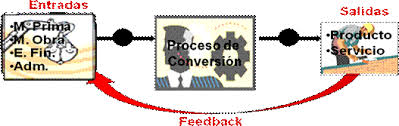 Entradas
•M. Prima
•M. Obra
•E. Fin.
•Adm.
Proceso de
Conversión
Salidas
•Producto
•Servicio
Feedback